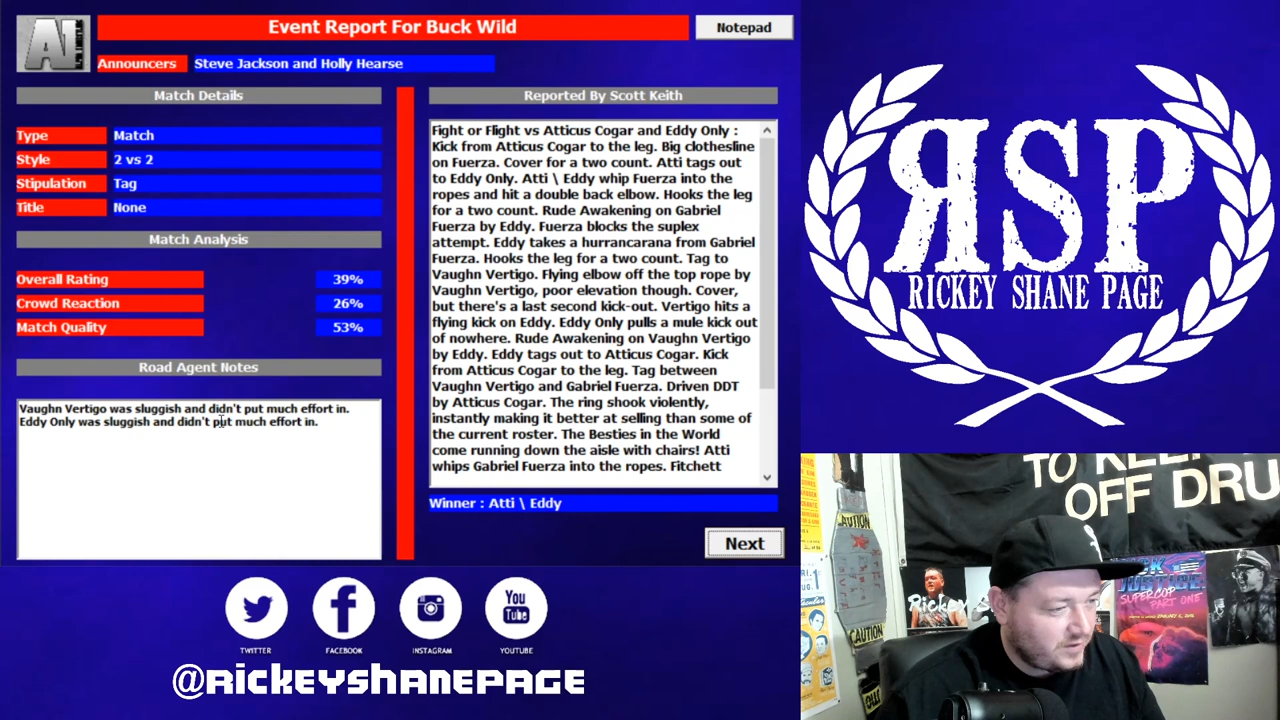 AI
Event Report For Buck Wild
Notepad
Announcers
Steve Jackson and Holly Hearse
Match Details
Type
Match
Style
2 vs 2
Stipulation
Tag
Title
None
Match Analysis
Overall Rating
39%
Crowd Reaction
26%
Match Quality
53%
Road Agent Notes
Vaughn Vertigo was sluggish and didn't put much effort in.
Eddy Only was sluggish and didn't put much effort in.
Reported By Scott Keith
Fight or Flight vs Atticus Cogar and Eddy Only :
Kick from Atticus Cogar to the leg. Big clothesline
on Fuerza. Cover for a two count. Atti tags out
to Eddy Only. Atti \ Eddy whip Fuerza into the
ropes and hit a double back elbow. Hooks the leg
for a two count. Rude Awakening on Gabriel
Fuerza by Eddy. Fuerza blocks the suplex
attempt. Eddy takes a hurrancarana from Gabriel
Fuerza. Hooks the leg for a two count. Tag to
Vaughn Vertigo. Flying elbow off the top rope by
Vaughn Vertigo, poor elevation though. Cover,
but there's a last second kick-out. Vertigo hits a
flying kick on Eddy. Eddy Only pulls a mule kick out
of nowhere. Rude Awakening on Vaughn Vertigo
by Eddy. Eddy tags out to Atticus Cogar. Kick
from Atticus Cogar to the leg. Tag between
Vaughn Vertigo and Gabriel Fuerza. Driven DDT
by Atticus Cogar. The ring shook violently,
instantly making it better at selling than some of
the current roster. The Besties in the World
come running down the aisle with chairs! Atti
whips Gabriel Fuerza into the ropes. Fitchett
Winner : Atti \ Eddy
Next
RSP
RICKEY SHANE PAGE
TO KEE
OFF DRU
CAUTION
CAUTION
Rickey
JUSTICE
SUPERCOP
PART ONE
You
Tube
TWITTER
FACEBOOK
INSTAGRAM
YOUTUBE
@RICKEYSHANEPAGE